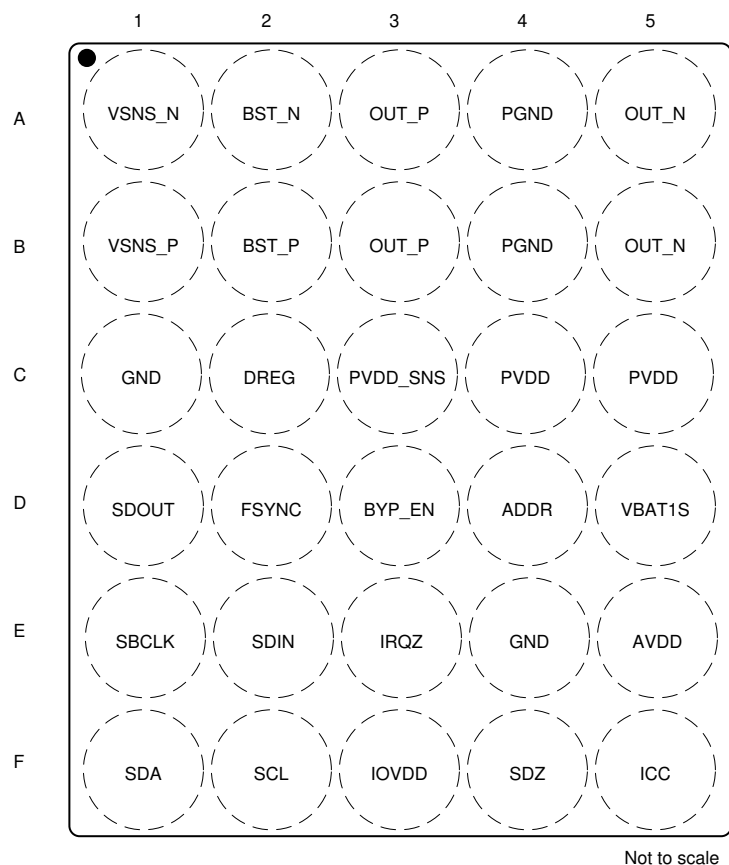 1 2 3 4 5
A VSNS_N BST_N OUT_P PGND OUT_N
B VSNS_P BST_P OUT_P PGND OUT_N
C GND DREG PVDD_SNS PVDD PVDD
D SDOUT FSYNC BYP_EN ADDR VBAT1S
E SBCLK SDIN IRQZ GND AVDD
F SDA SCL IOVDD SDZ ICC
Not to scale